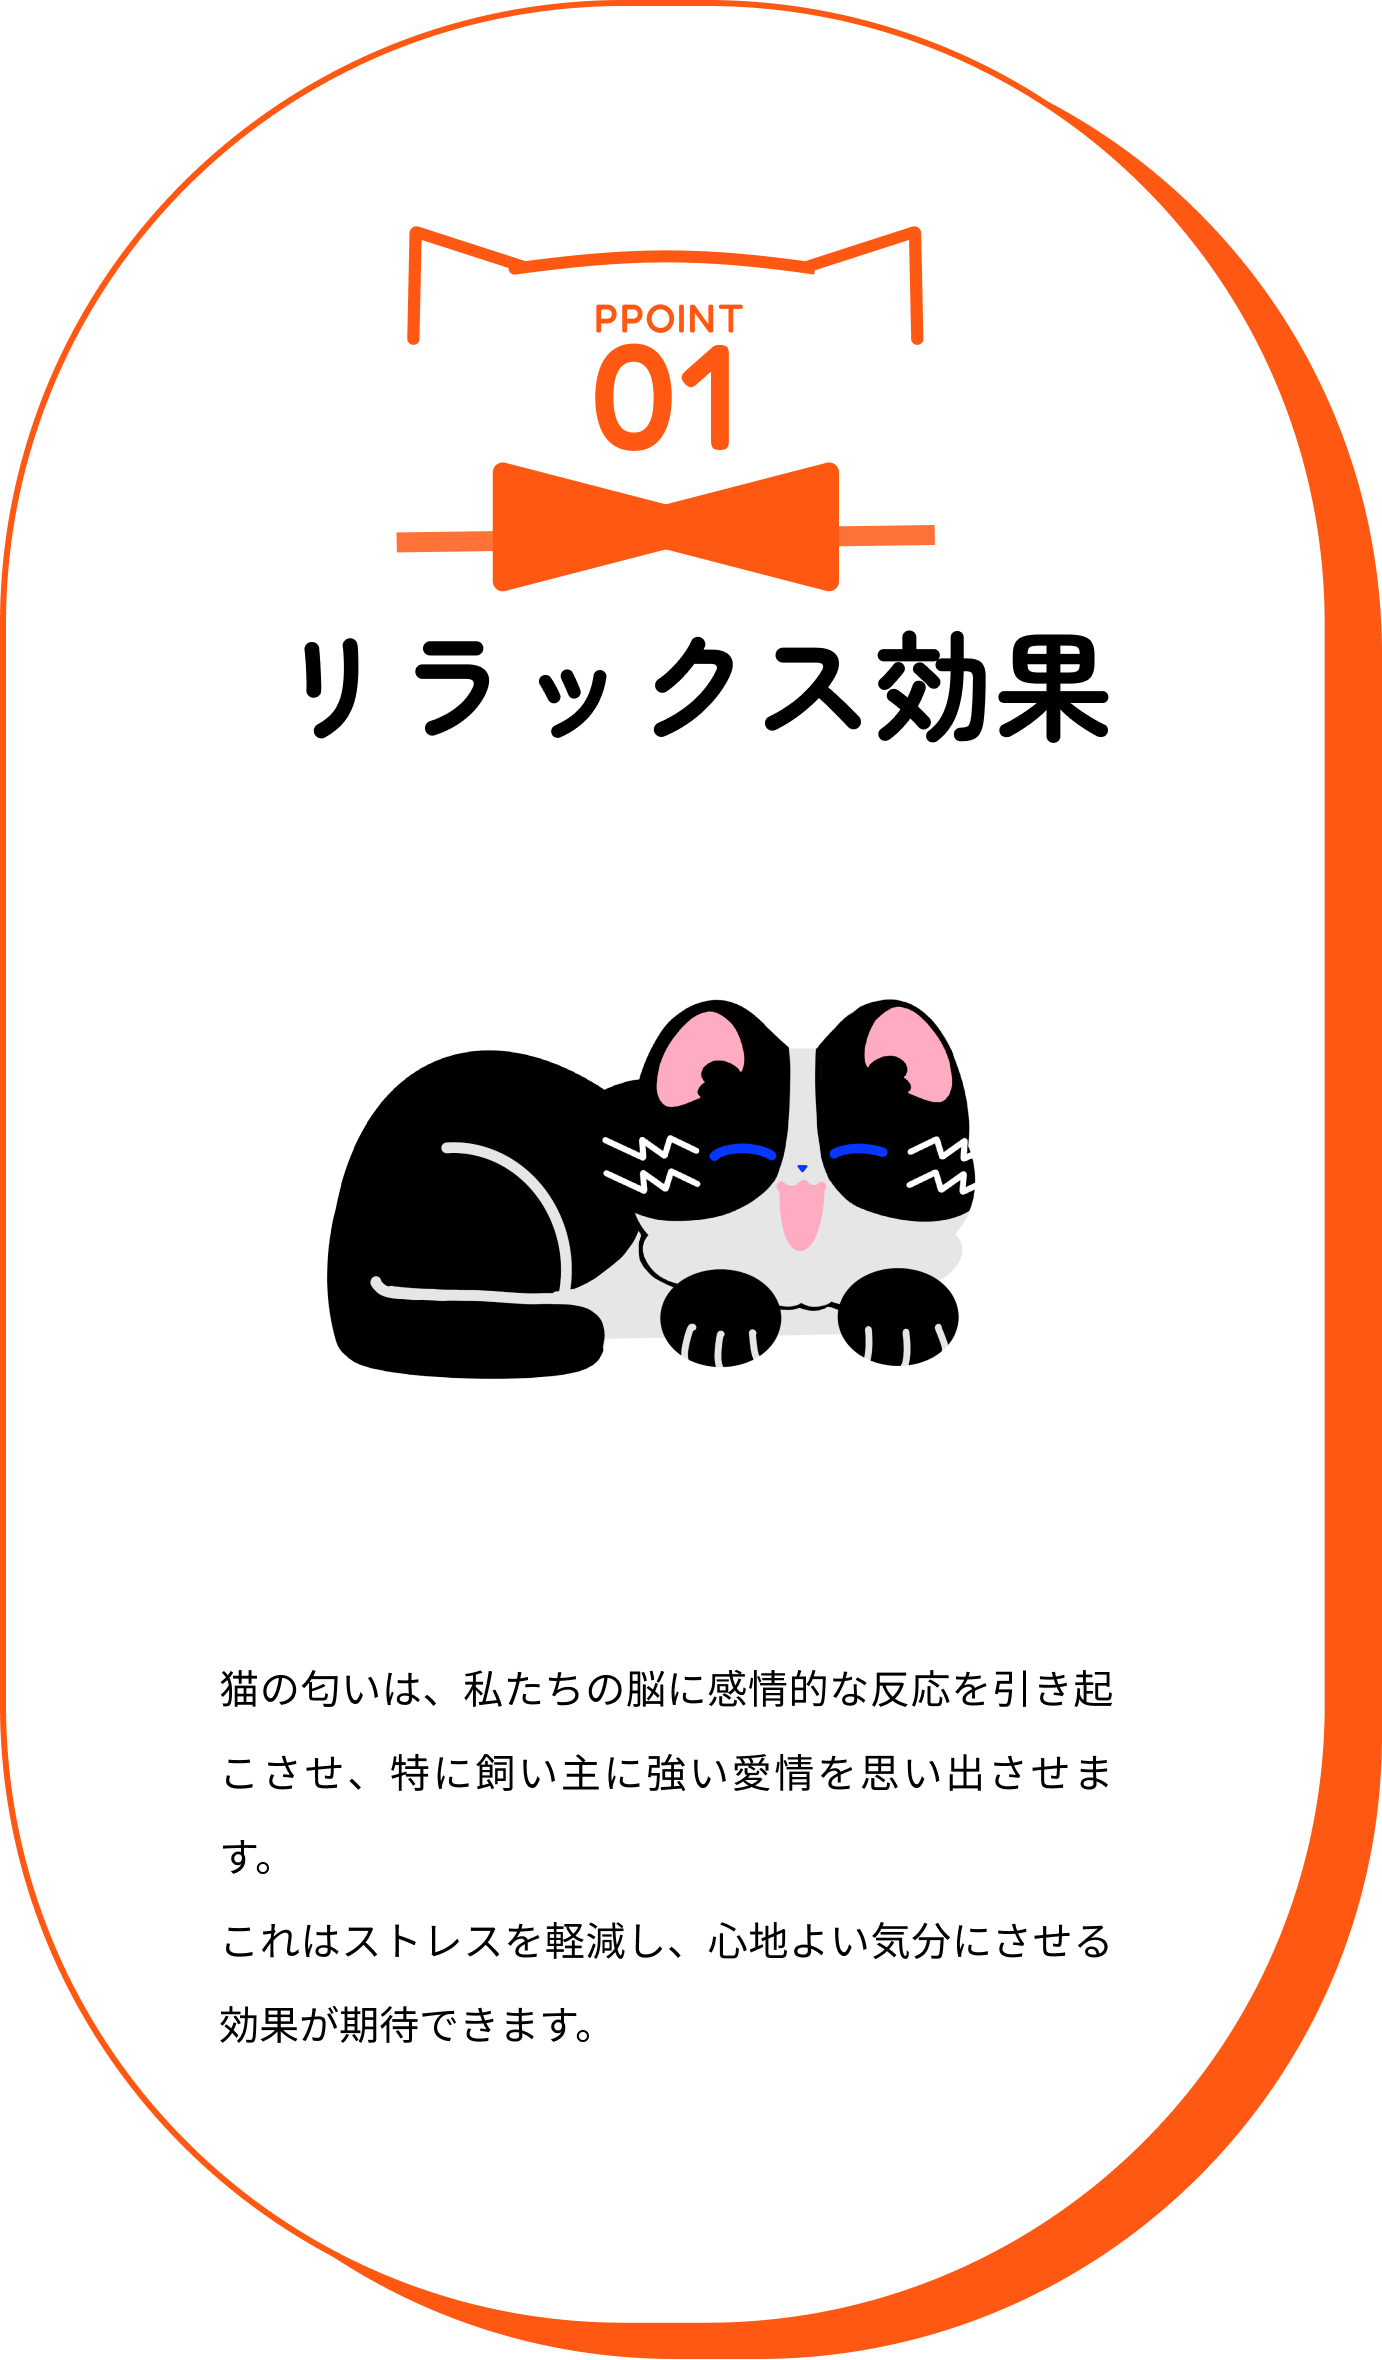 PPOINT
01
リラックス効果
猫の匂いは、私たちの脳に感情的な反応を引き起
こさせ、特に飼い主に強い愛情を思い出させま
す。
これはストレスを軽減し、心地よい気分にさせる
効果が期待できます。